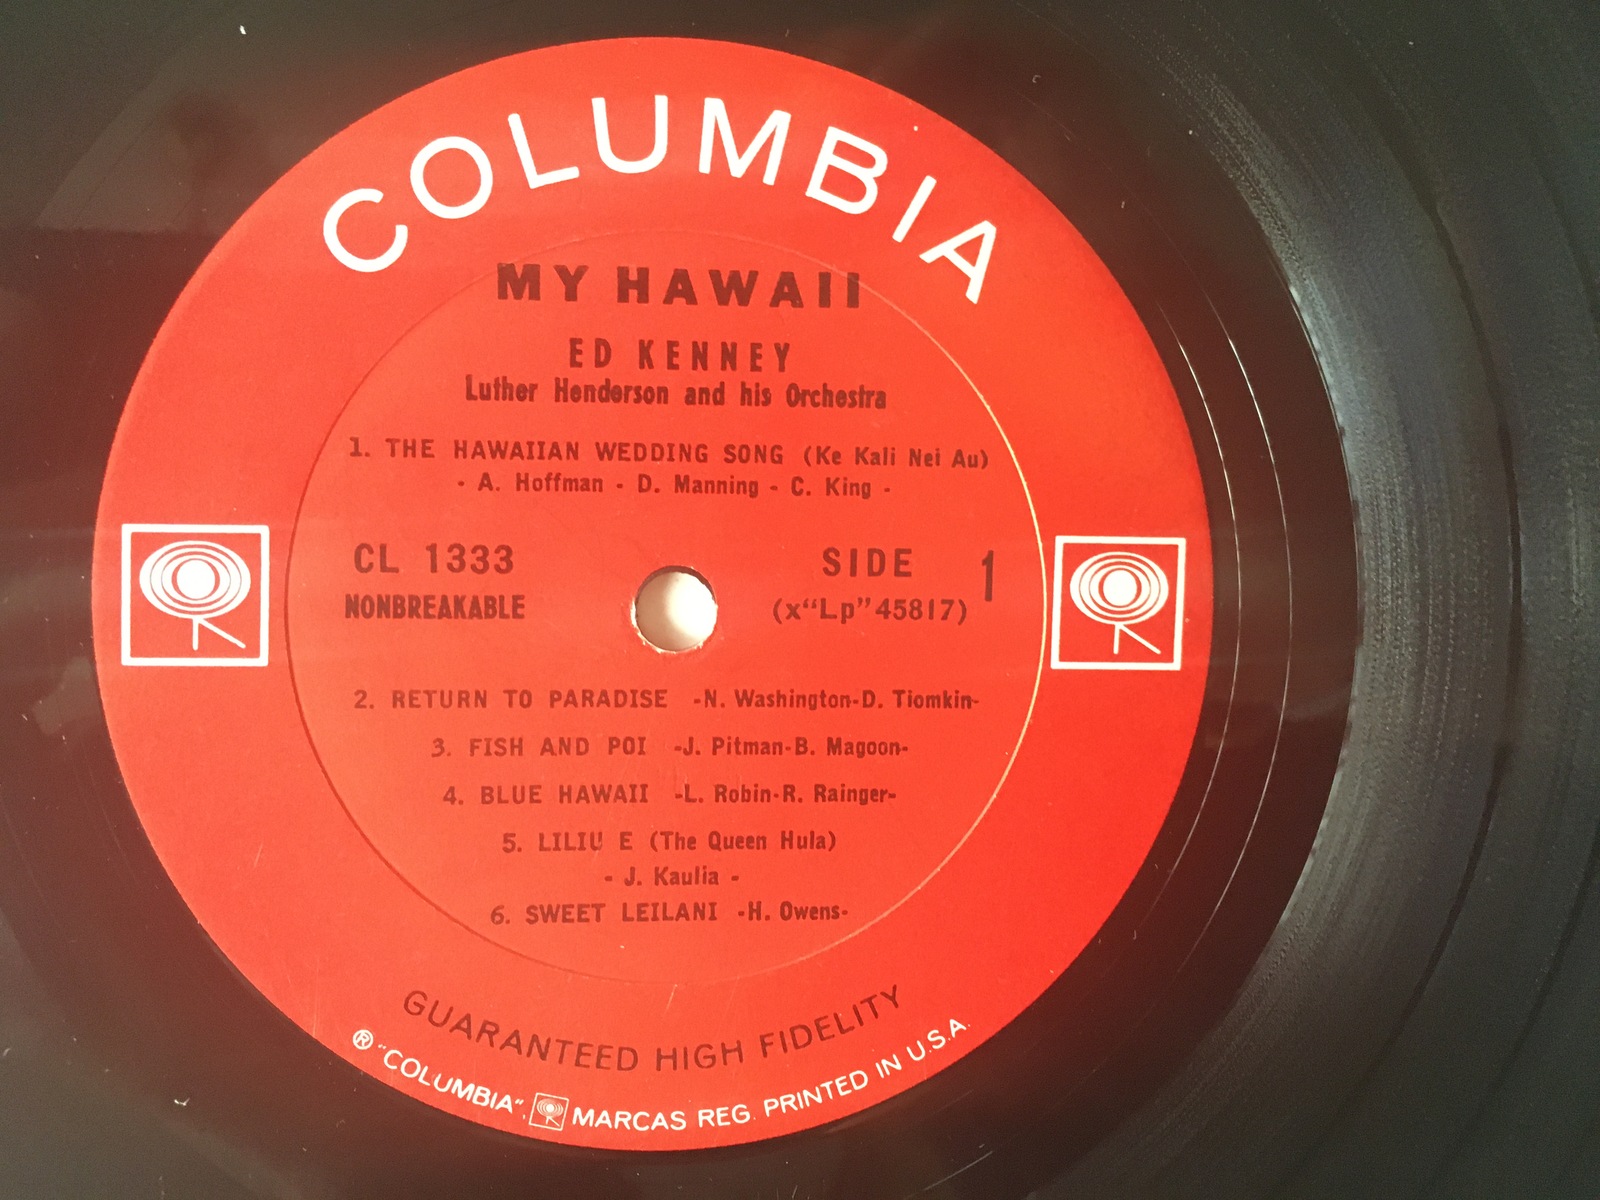 COLUMBIA
MY HAWAII
ED KENNEY
Luther Henderson and his Orchestra
1. THE HAWAIIAN WEDDING SONG (Ke Kali Nei Au)
- A. Hoffman - D. Manning - C. King -
CL 1333
NONBREAKABLE
SIDE 1
(x“Lp”45817)
2. RETURN TO PARADISE -N. Washington-D. Tiomkin-
3. FISH AND POI -J. Pitman-B. Magoon-
4. BLUE HAWAII -L. Robin-R. Rainger-
5. LILIU E (The Queen Hula)
- J. Kaulia -
6. SWEET LEILANI -H. Owens-
GUARANTEED HIGH FIDELITY
® "COLUMBIA", MARCAS REG. PRINTED IN U.S.A.